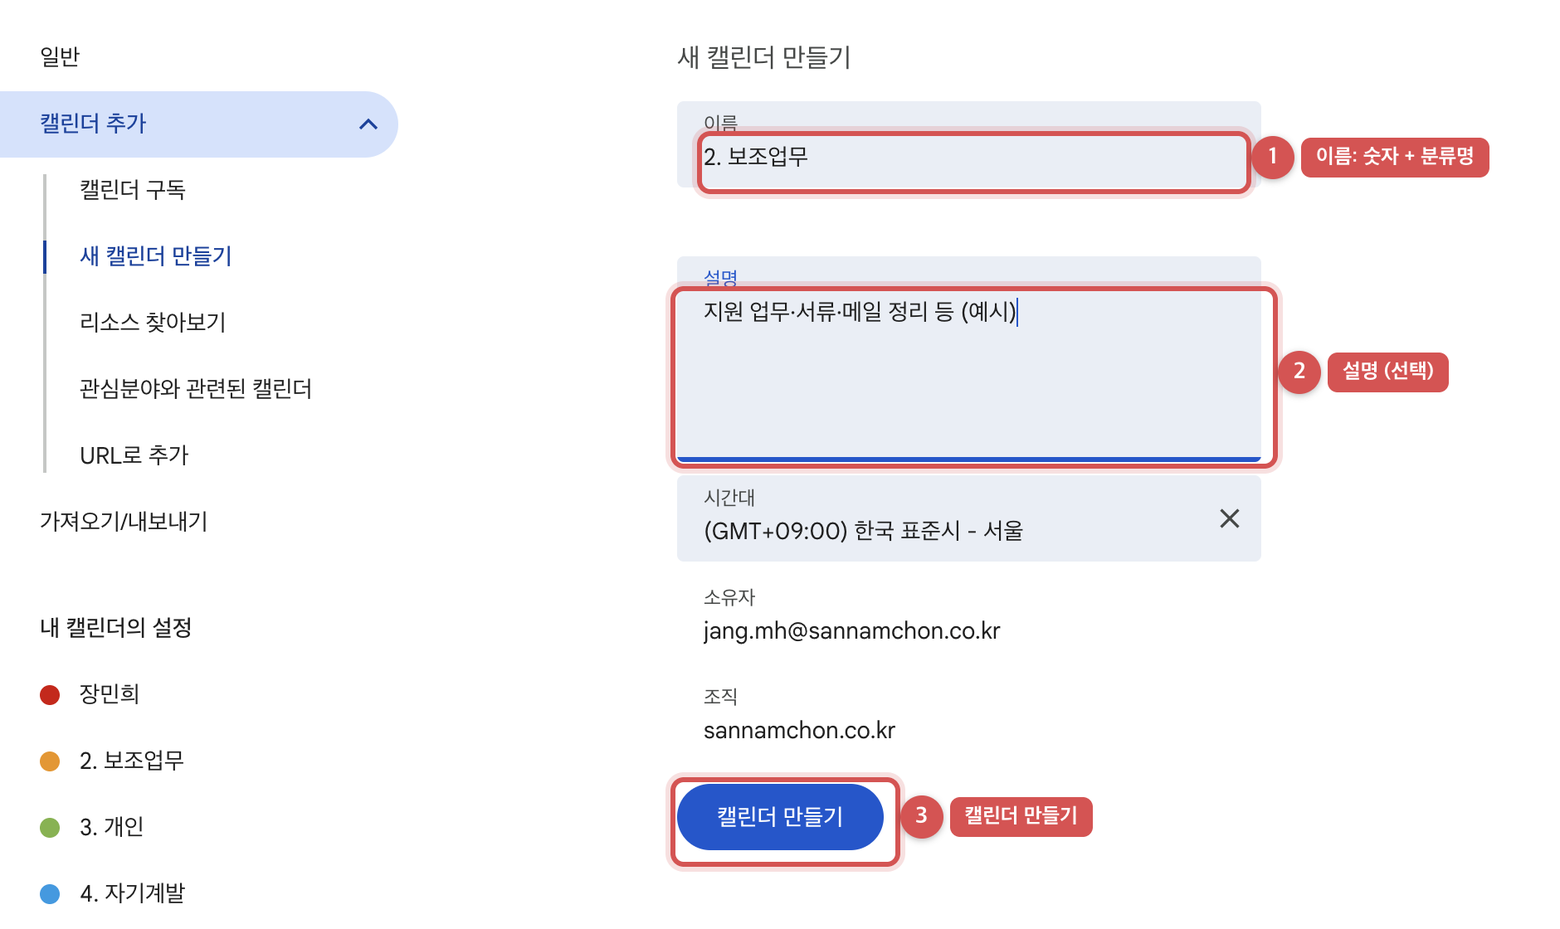 일반
캘린더 추가
캘린더 구독
새 캘린더 만들기
리소스 찾아보기
관심분야와 관련된 캘린더
URL로 추가
가져오기/내보내기
내 캘린더의 설정
장민희
2. 보조업무
3. 개인
4. 자기계발
새 캘린더 만들기
이름
2. 보조업무
1 이름: 숫자 + 분류명
설명
지원 업무·서류·메일 정리 등 (예시)
2 설명 (선택)
시간대
(GMT+09:00) 한국 표준시 - 서울
소유자
jang.mh@sannamchon.co.kr
조직
sannamchon.co.kr
캘린더 만들기
3 캘린더 만들기